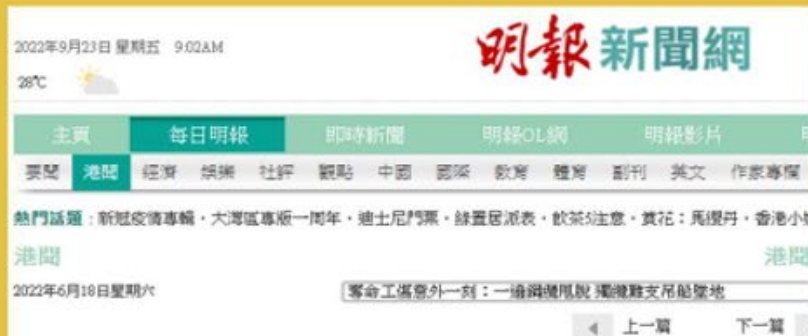 2022年9月23日 星期五 9:02AM
明報新聞網
28℃
主頁 每日明報 即時新聞 明報OL網 明報影片
要聞 港聞 經濟 娛樂 社評 觀點 中國 國際 教育 體育 副刊 英文 作家專欄
熱門話題：新冠疫情專輯・大灣區專版一周年・迪士尼門票・綠置居派表・飲茶5注意・賞花：馬纓丹・香港小
港聞 港聞
2022年6月18日星期六 奪命工傷意外一刻：一邊鋼纜甩脫 獨纜難支吊船墜地
上一篇 下一篇